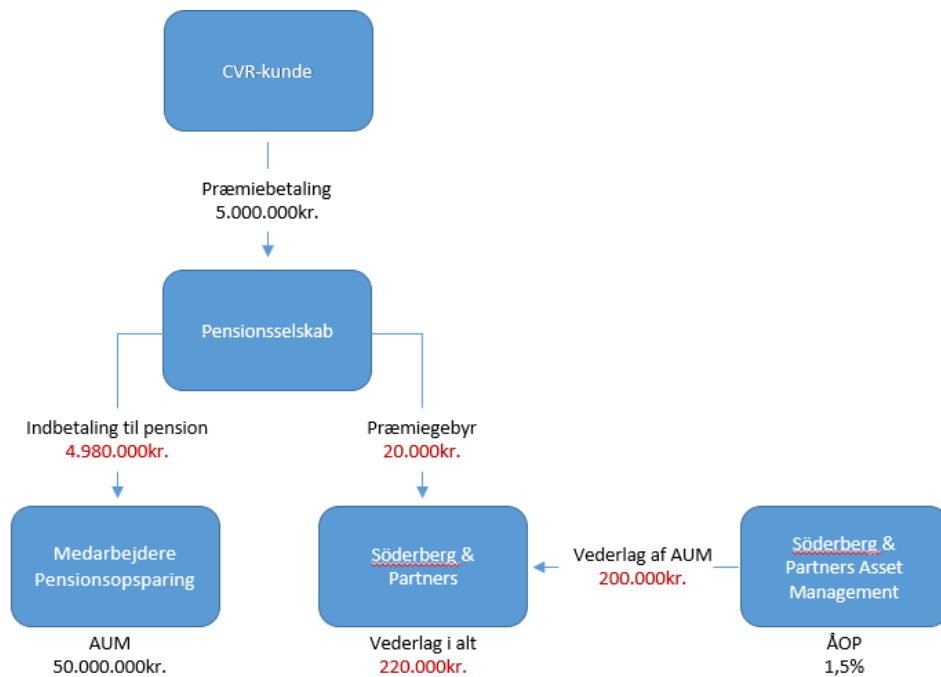 CVR-kunde
Præmiebetaling
5.000.000kr.
Pensionsselskab
Indbetaling til pension
4.980.000kr.
Præmiegebyr
20.000kr.
Medarbejdere
Pensionsopsparing
Söderberg &
Partners
Vederlag af AUM
200.000kr.
Söderberg &
Partners Asset
Management
AUM
50.000.000kr.
Vederlag i alt
220.000kr.
ÅOP
1,5%